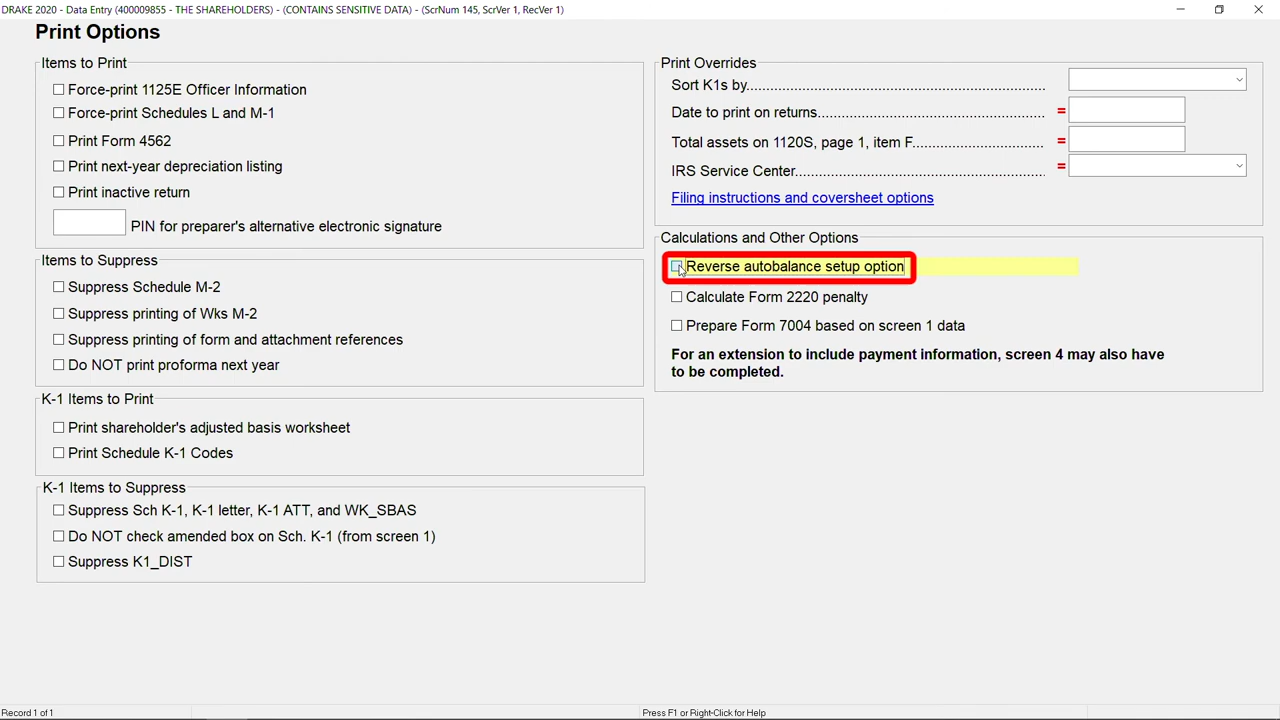 DRAKE 2020 - Data Entry (400009855 - THE SHAREHOLDERS) - (CONTAINS SENSITIVE DATA) - (ScrNum 145, ScrVer 1, RecVer 1)
Print Options
Items to Print
Force-print 1125E Officer Information
Force-print Schedules L and M-1
Print Form 4562
Print next-year depreciation listing
Print inactive return
PIN for preparer's alternative electronic signature
Items to Suppress
Suppress Schedule M-2
Suppress printing of Wks M-2
Suppress printing of form and attachment references
Do NOT print proforma next year
K-1 Items to Print
Print shareholder's adjusted basis worksheet
Print Schedule K-1 Codes
K-1 Items to Suppress
Suppress Sch K-1, K-1 letter, K-1 ATT, and WK_SBAS
Do NOT check amended box on Sch. K-1 (from screen 1)
Suppress K1_DIST
Print Overrides
Sort K1s by..........................................................................
Date to print on returns....................................................... =
Total assets on 1120S, page 1, item F................................ =
IRS Service Center.............................................................. =
Filing instructions and coversheet options
Calculations and Other Options
Reverse autobalance setup option
Calculate Form 2220 penalty
Prepare Form 7004 based on screen 1 data
For an extension to include payment information, screen 4 may also have
to be completed.
Record 1 of 1
Press F1 or Right-Click for Help